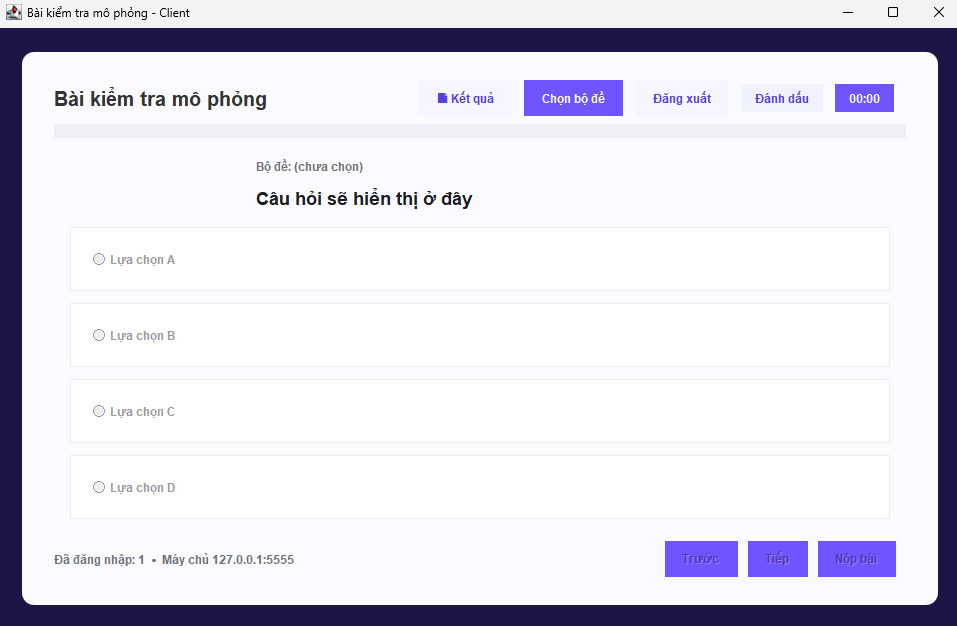 Bài kiểm tra mô phỏng - Client
Bài kiểm tra mô phỏng
Kết quả
Chọn bộ đề
Đăng xuất
Đánh dấu
00:00
Bộ đề: (chưa chọn)
Câu hỏi sẽ hiển thị ở đây
Lựa chọn A
Lựa chọn B
Lựa chọn C
Lựa chọn D
Đã đăng nhập: 1 • Máy chủ 127.0.0.1:5555
Trước
Tiếp
Nộp bài